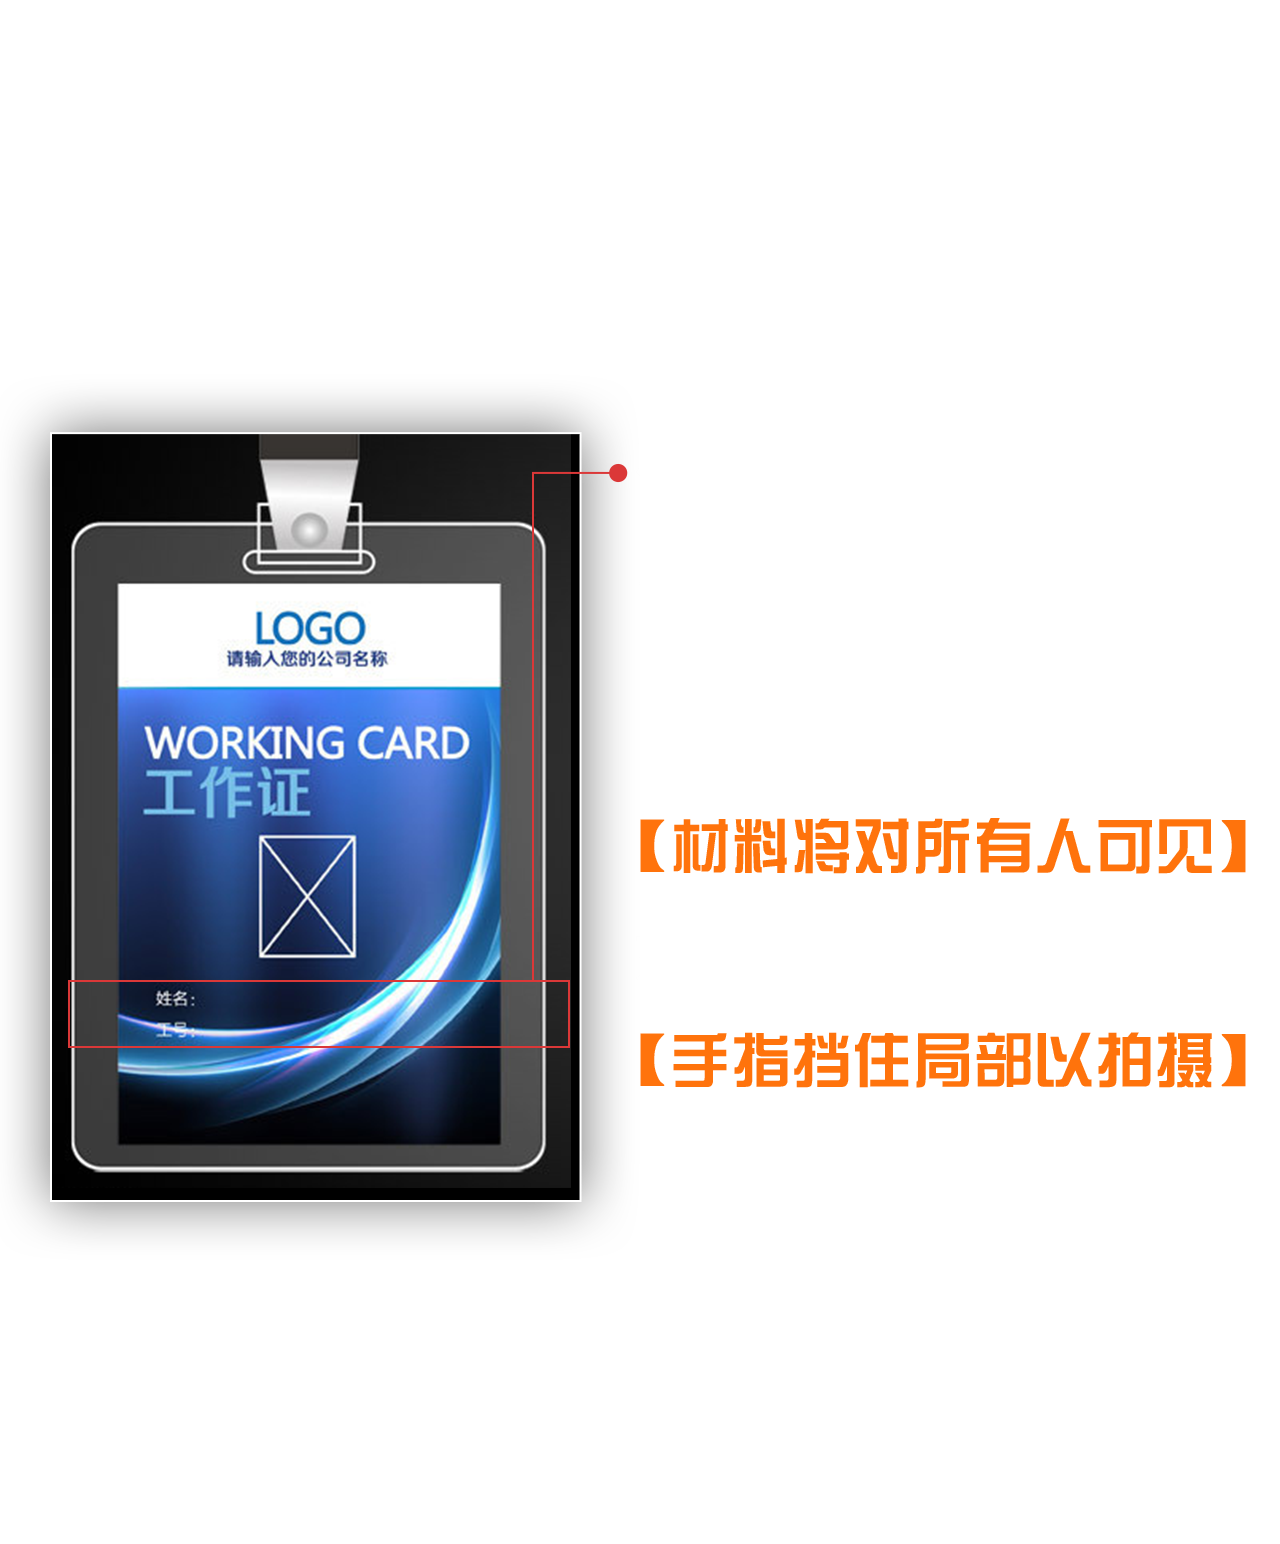 LOGO
请输入您的公司名称
WORKING CARD
工作证
姓名：
工号：
【材料将对所有人可见】
【手指挡住局部以拍摄】